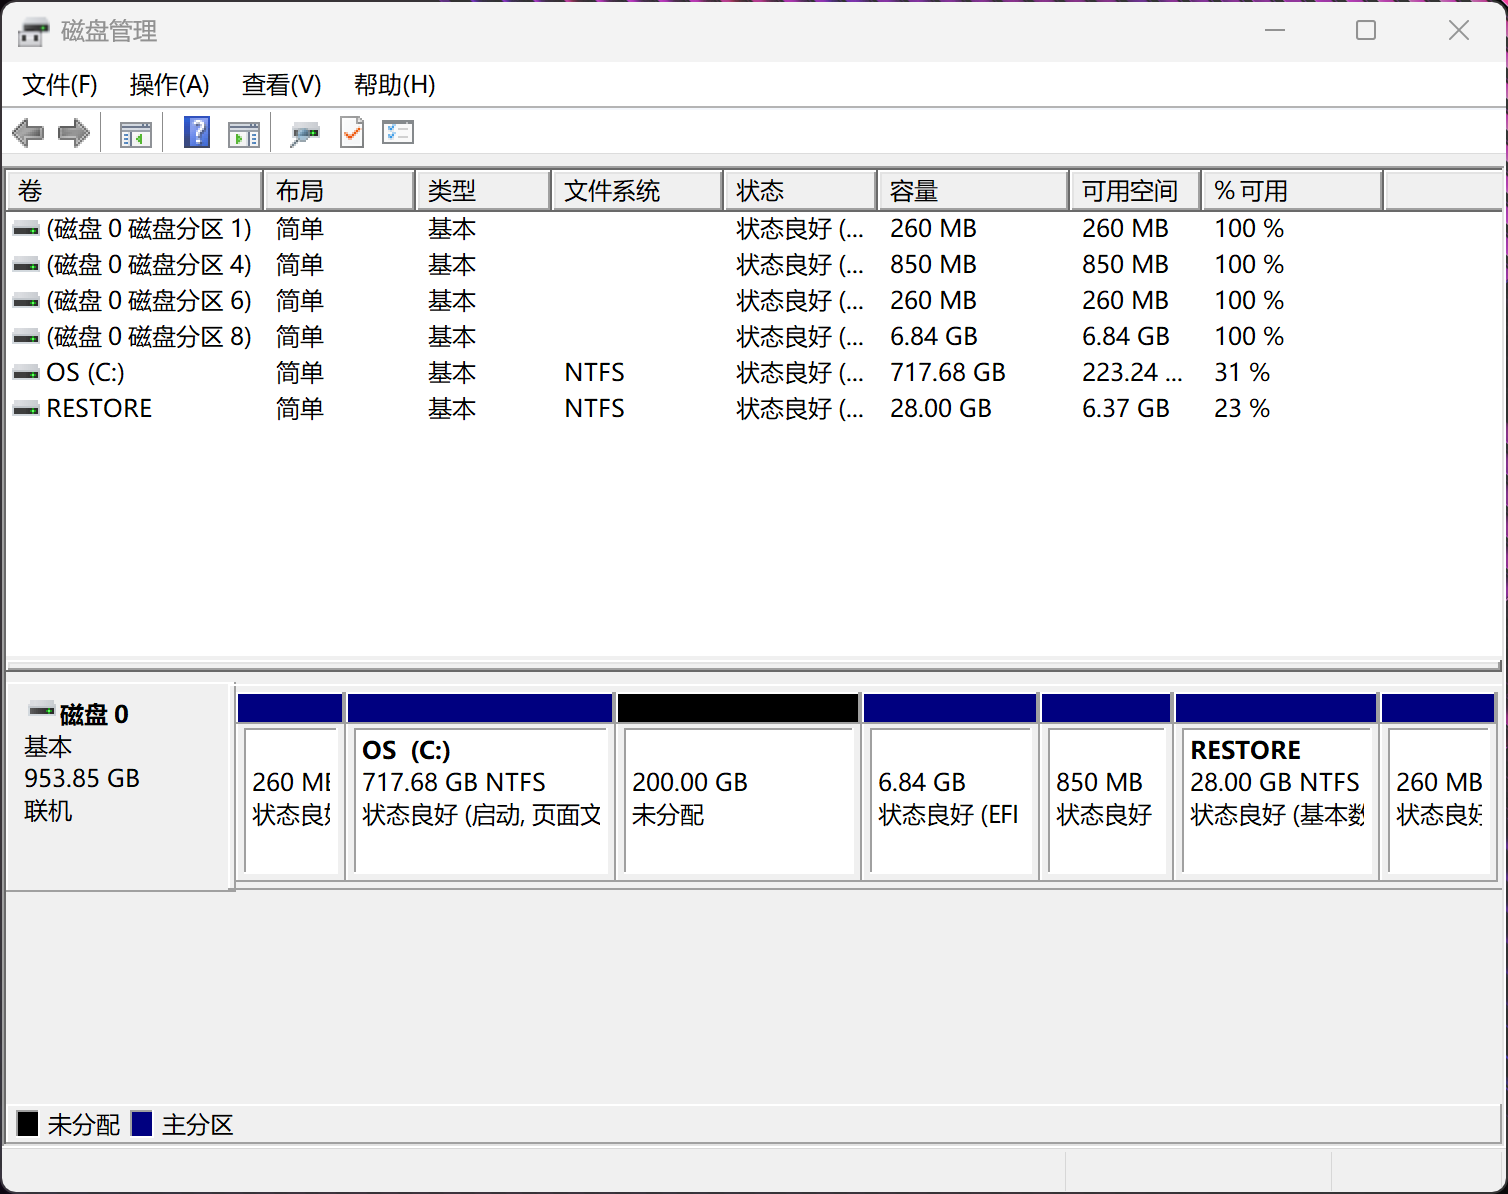 磁盘管理
文件(F) 操作(A) 查看(V) 帮助(H)
卷 布局 类型 文件系统 状态 容量 可用空间 % 可用
(磁盘 0 磁盘分区 1) 简单 基本 状态良好 (... 260 MB 260 MB 100 %
(磁盘 0 磁盘分区 4) 简单 基本 状态良好 (... 850 MB 850 MB 100 %
(磁盘 0 磁盘分区 6) 简单 基本 状态良好 (... 260 MB 260 MB 100 %
(磁盘 0 磁盘分区 8) 简单 基本 状态良好 (... 6.84 GB 6.84 GB 100 %
OS (C:) 简单 基本 NTFS 状态良好 (... 717.68 GB 223.24 ... 31 %
RESTORE 简单 基本 NTFS 状态良好 (... 28.00 GB 6.37 GB 23 %
磁盘 0
基本
953.85 GB
联机
260 MB
状态良好
OS (C:)
717.68 GB NTFS
状态良好 (启动, 页面文
200.00 GB
未分配
6.84 GB
状态良好 (EFI
850 MB
状态良好
RESTORE
28.00 GB NTFS
状态良好 (基本数
260 MB
状态良好
未分配 主分区